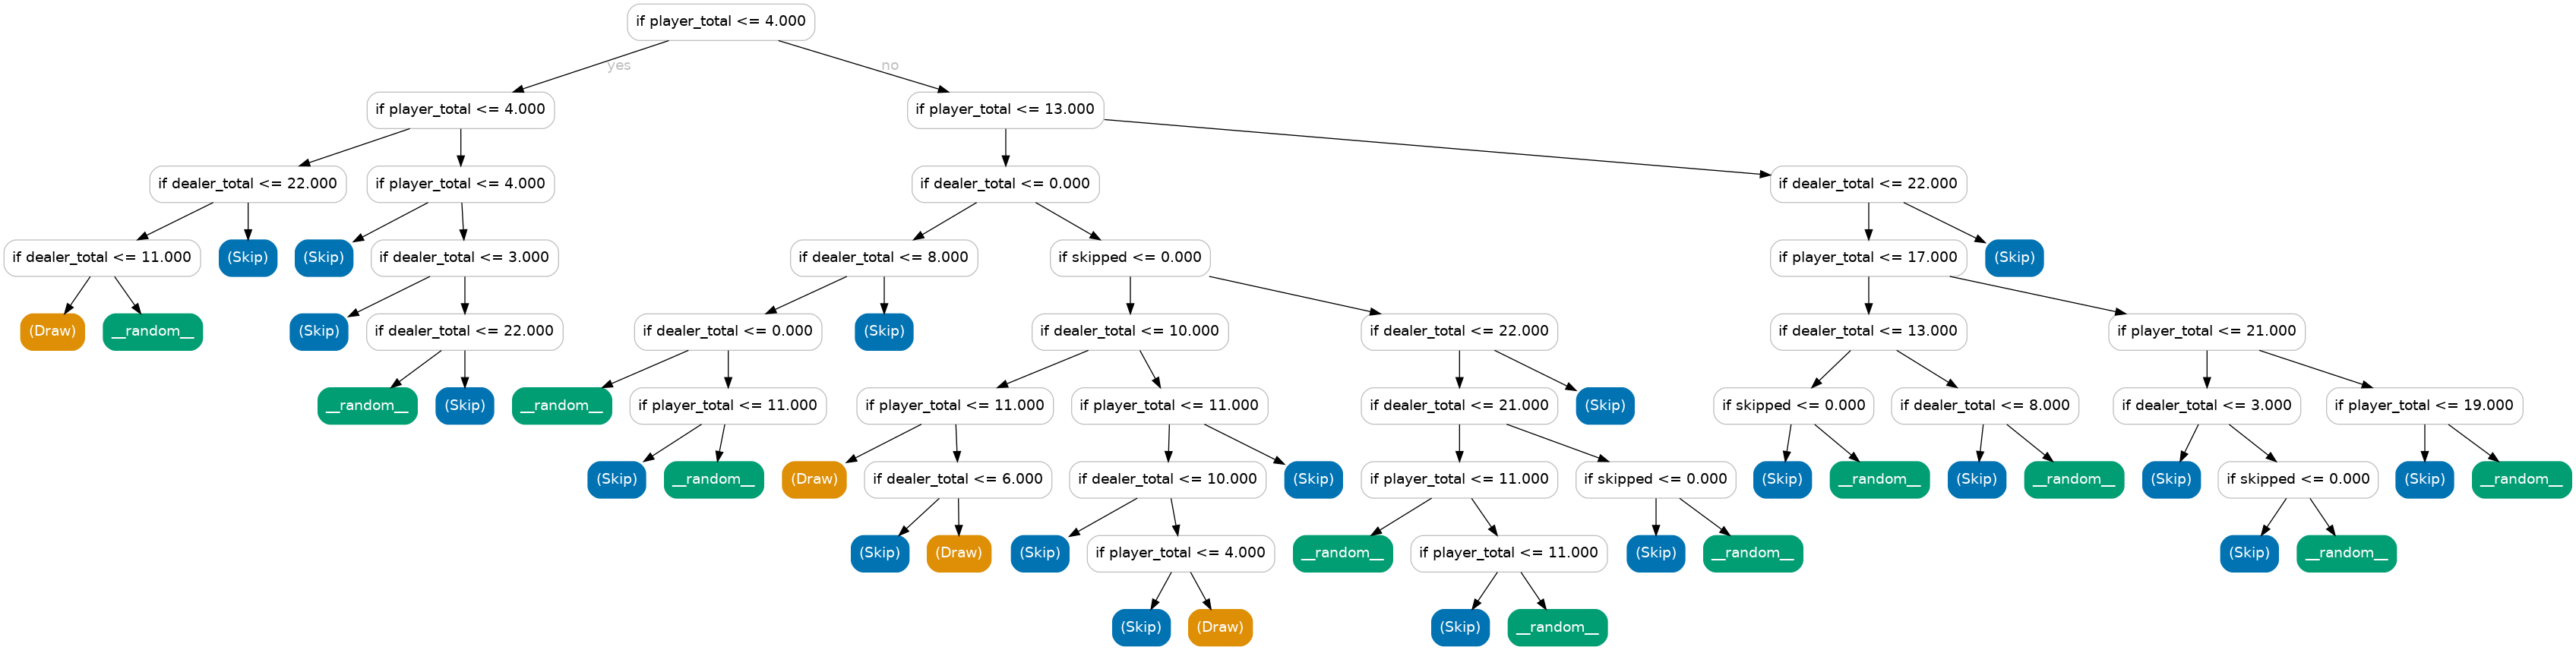 if player_total <= 4.000
yes
no
if player_total <= 4.000
if player_total <= 13.000
if dealer_total <= 22.000
if player_total <= 4.000
if dealer_total <= 0.000
if dealer_total <= 22.000
if dealer_total <= 11.000
(Skip)
(Skip)
if dealer_total <= 3.000
if dealer_total <= 8.000
if skipped <= 0.000
if player_total <= 17.000
(Skip)
(Draw)
__random__
(Skip)
if dealer_total <= 22.000
if dealer_total <= 0.000
(Skip)
if dealer_total <= 10.000
if dealer_total <= 22.000
if dealer_total <= 13.000
if player_total <= 21.000
__random__
(Skip)
__random__
if player_total <= 11.000
if player_total <= 11.000
if player_total <= 11.000
if dealer_total <= 21.000
(Skip)
if skipped <= 0.000
if dealer_total <= 8.000
if dealer_total <= 3.000
if player_total <= 19.000
(Skip)
__random__
(Draw)
if dealer_total <= 6.000
if dealer_total <= 10.000
(Skip)
if player_total <= 11.000
if skipped <= 0.000
(Skip)
__random__
(Skip)
__random__
(Skip)
if skipped <= 0.000
(Skip)
__random__
(Skip)
(Draw)
(Skip)
if player_total <= 4.000
__random__
if player_total <= 11.000
(Skip)
__random__
(Skip)
__random__
(Skip)
(Draw)
(Skip)
__random__